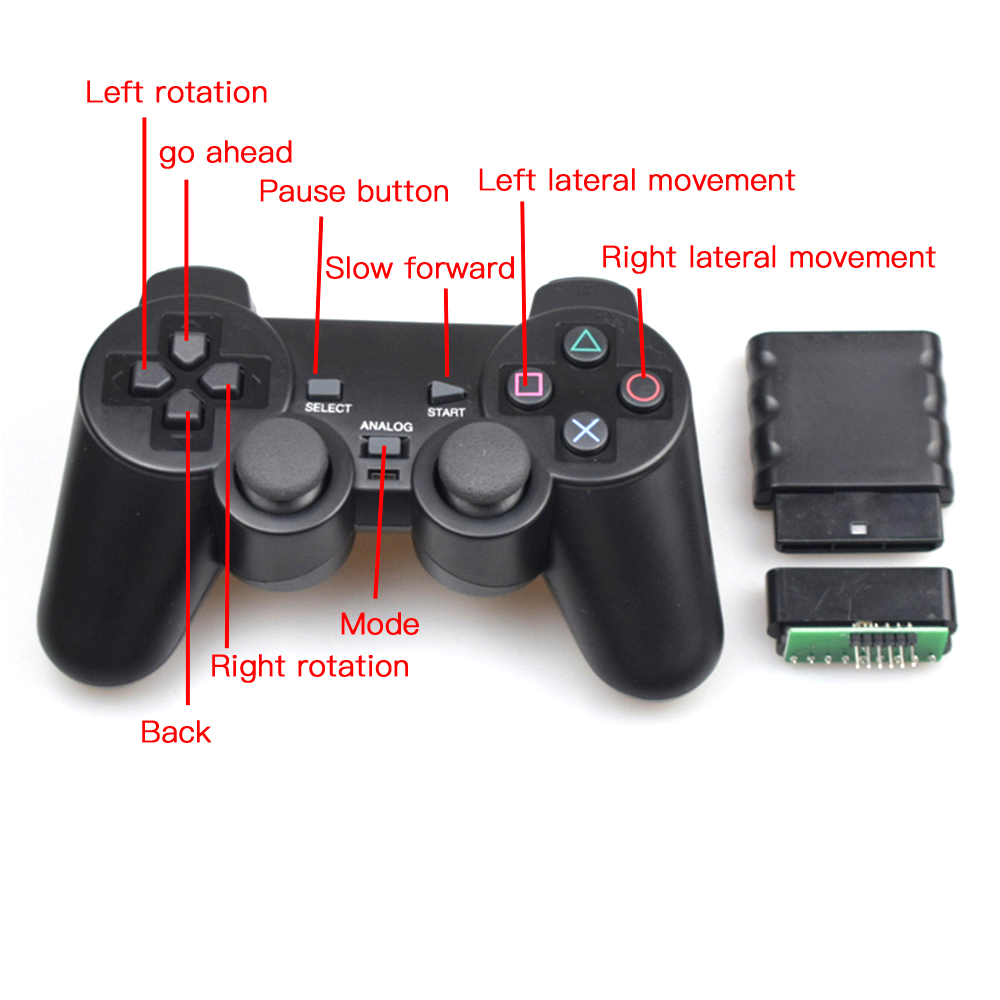 Left rotation
go ahead
Pause button
Left lateral movement
Slow forward
Right lateral movement
SELECT
START
ANALOG
Mode
Right rotation
Back